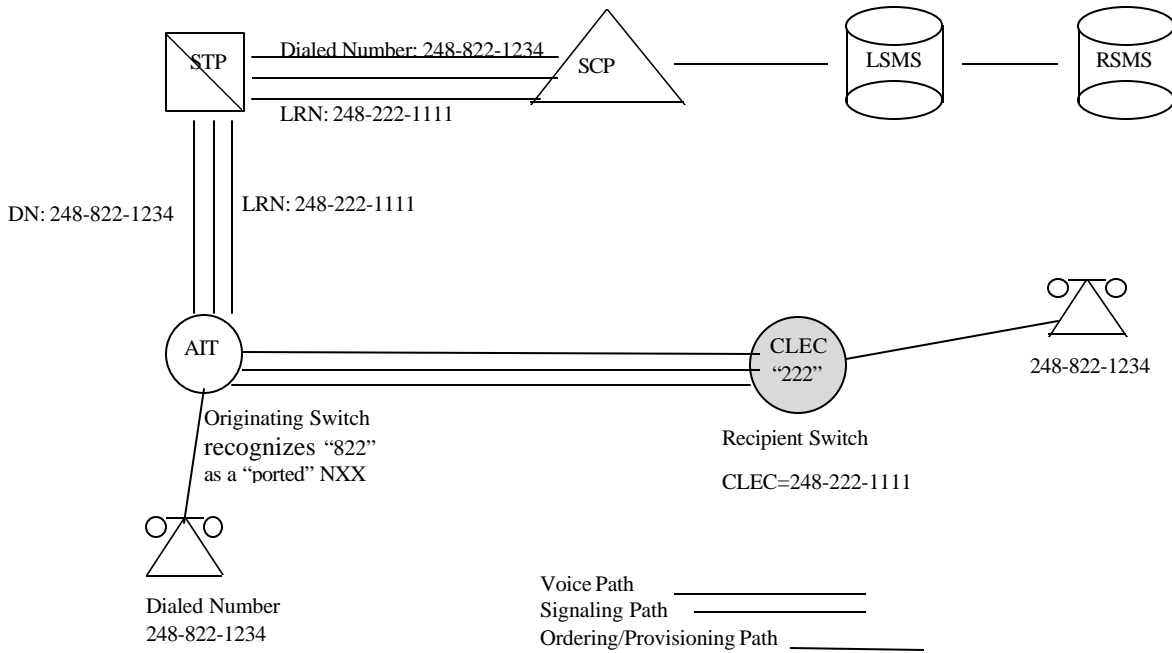 STP
Dialed Number: 248-822-1234
SCP
LSMS
RSMS
LRN: 248-222-1111
DN: 248-822-1234
LRN: 248-222-1111
AIT
CLEC
“222”
248-822-1234
Originating Switch
recognizes “822”
as a “ported” NXX
Recipient Switch
CLEC=248-222-1111
Dialed Number
248-822-1234
Voice Path
Signaling Path
Ordering/Provisioning Path